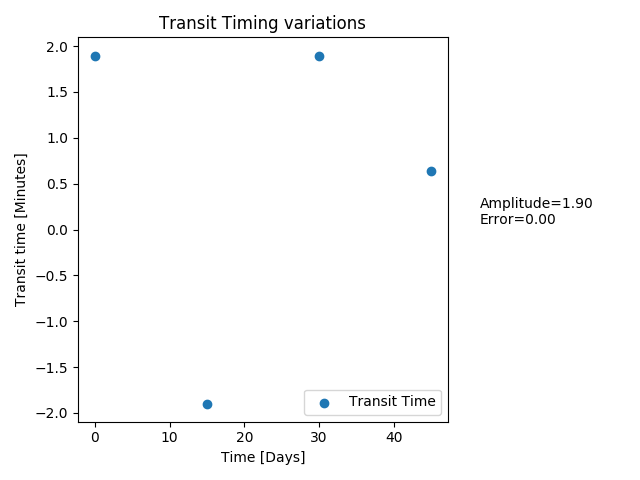 Transit Timing variations
2.0
1.5
1.0
0.5
0.0
−0.5
−1.0
−1.5
−2.0
Transit time [Minutes]
Amplitude=1.90
Error=0.00
Transit Time
0
10
20
30
40
Time [Days]